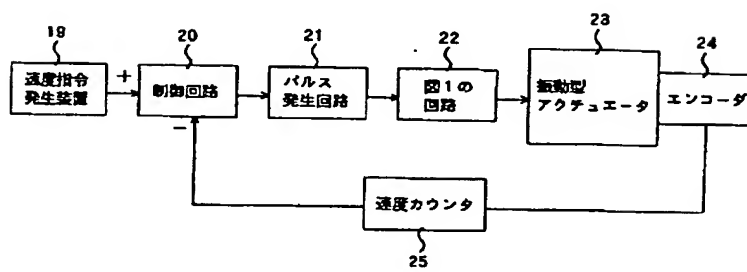 19
20
21
22
23
24
速度指令
発生装置
+
制御回路
-
パルス
発生回路
図1の
回路
振動型
アクチュエータ
エンコーダ
速度カウンタ
25